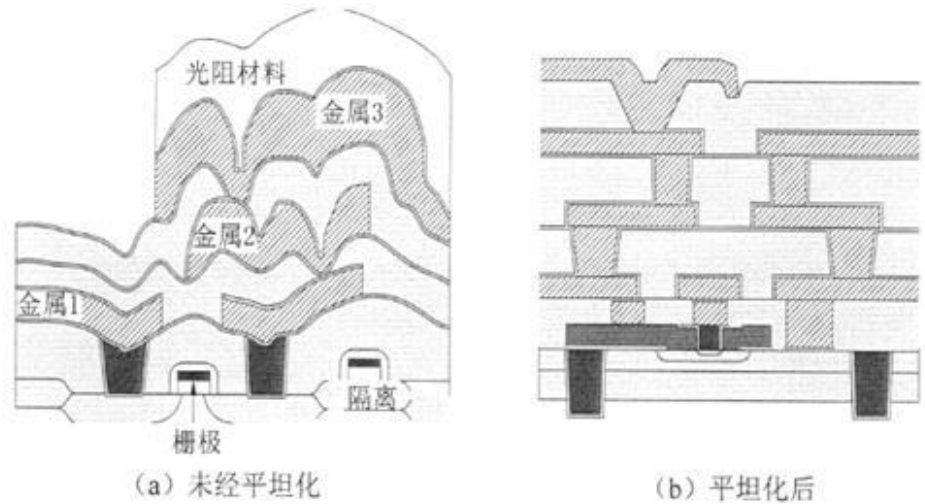 光阻材料
金属3
金属2
金属1
隔离
栅极
（a）未经平坦化
（b）平坦化后